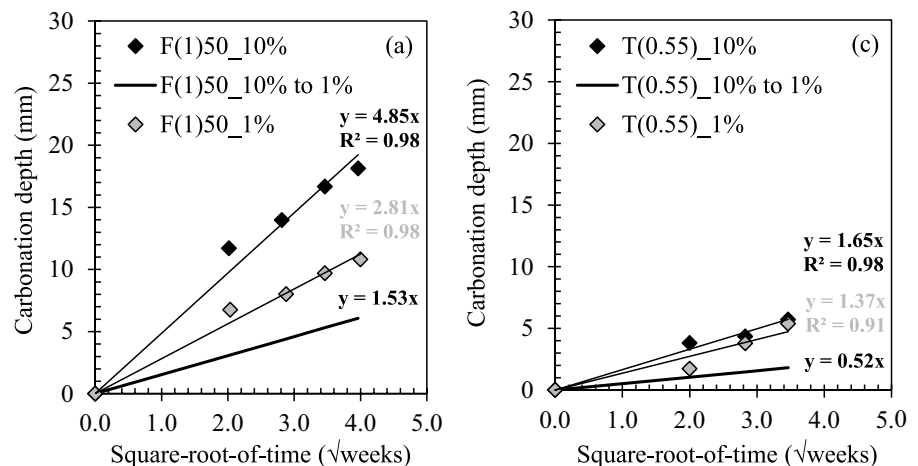 30
25
20
15
10
5
0
Carbonation depth (mm)
F(1)50_10%
(a)
F(1)50_10% to 1%
F(1)50_1%
y = 4.85x
R² = 0.98
y = 2.81x
R² = 0.98
y = 1.53x
0.0 1.0 2.0 3.0 4.0 5.0
Square-root-of-time (√weeks)
30
25
20
15
10
5
0
Carbonation depth (mm)
T(0.55)_10%
(c)
T(0.55)_10% to 1%
T(0.55)_1%
y = 1.65x
R² = 0.98
y = 1.37x
R² = 0.91
y = 0.52x
0.0 1.0 2.0 3.0 4.0 5.0
Square-root-of-time (√weeks)